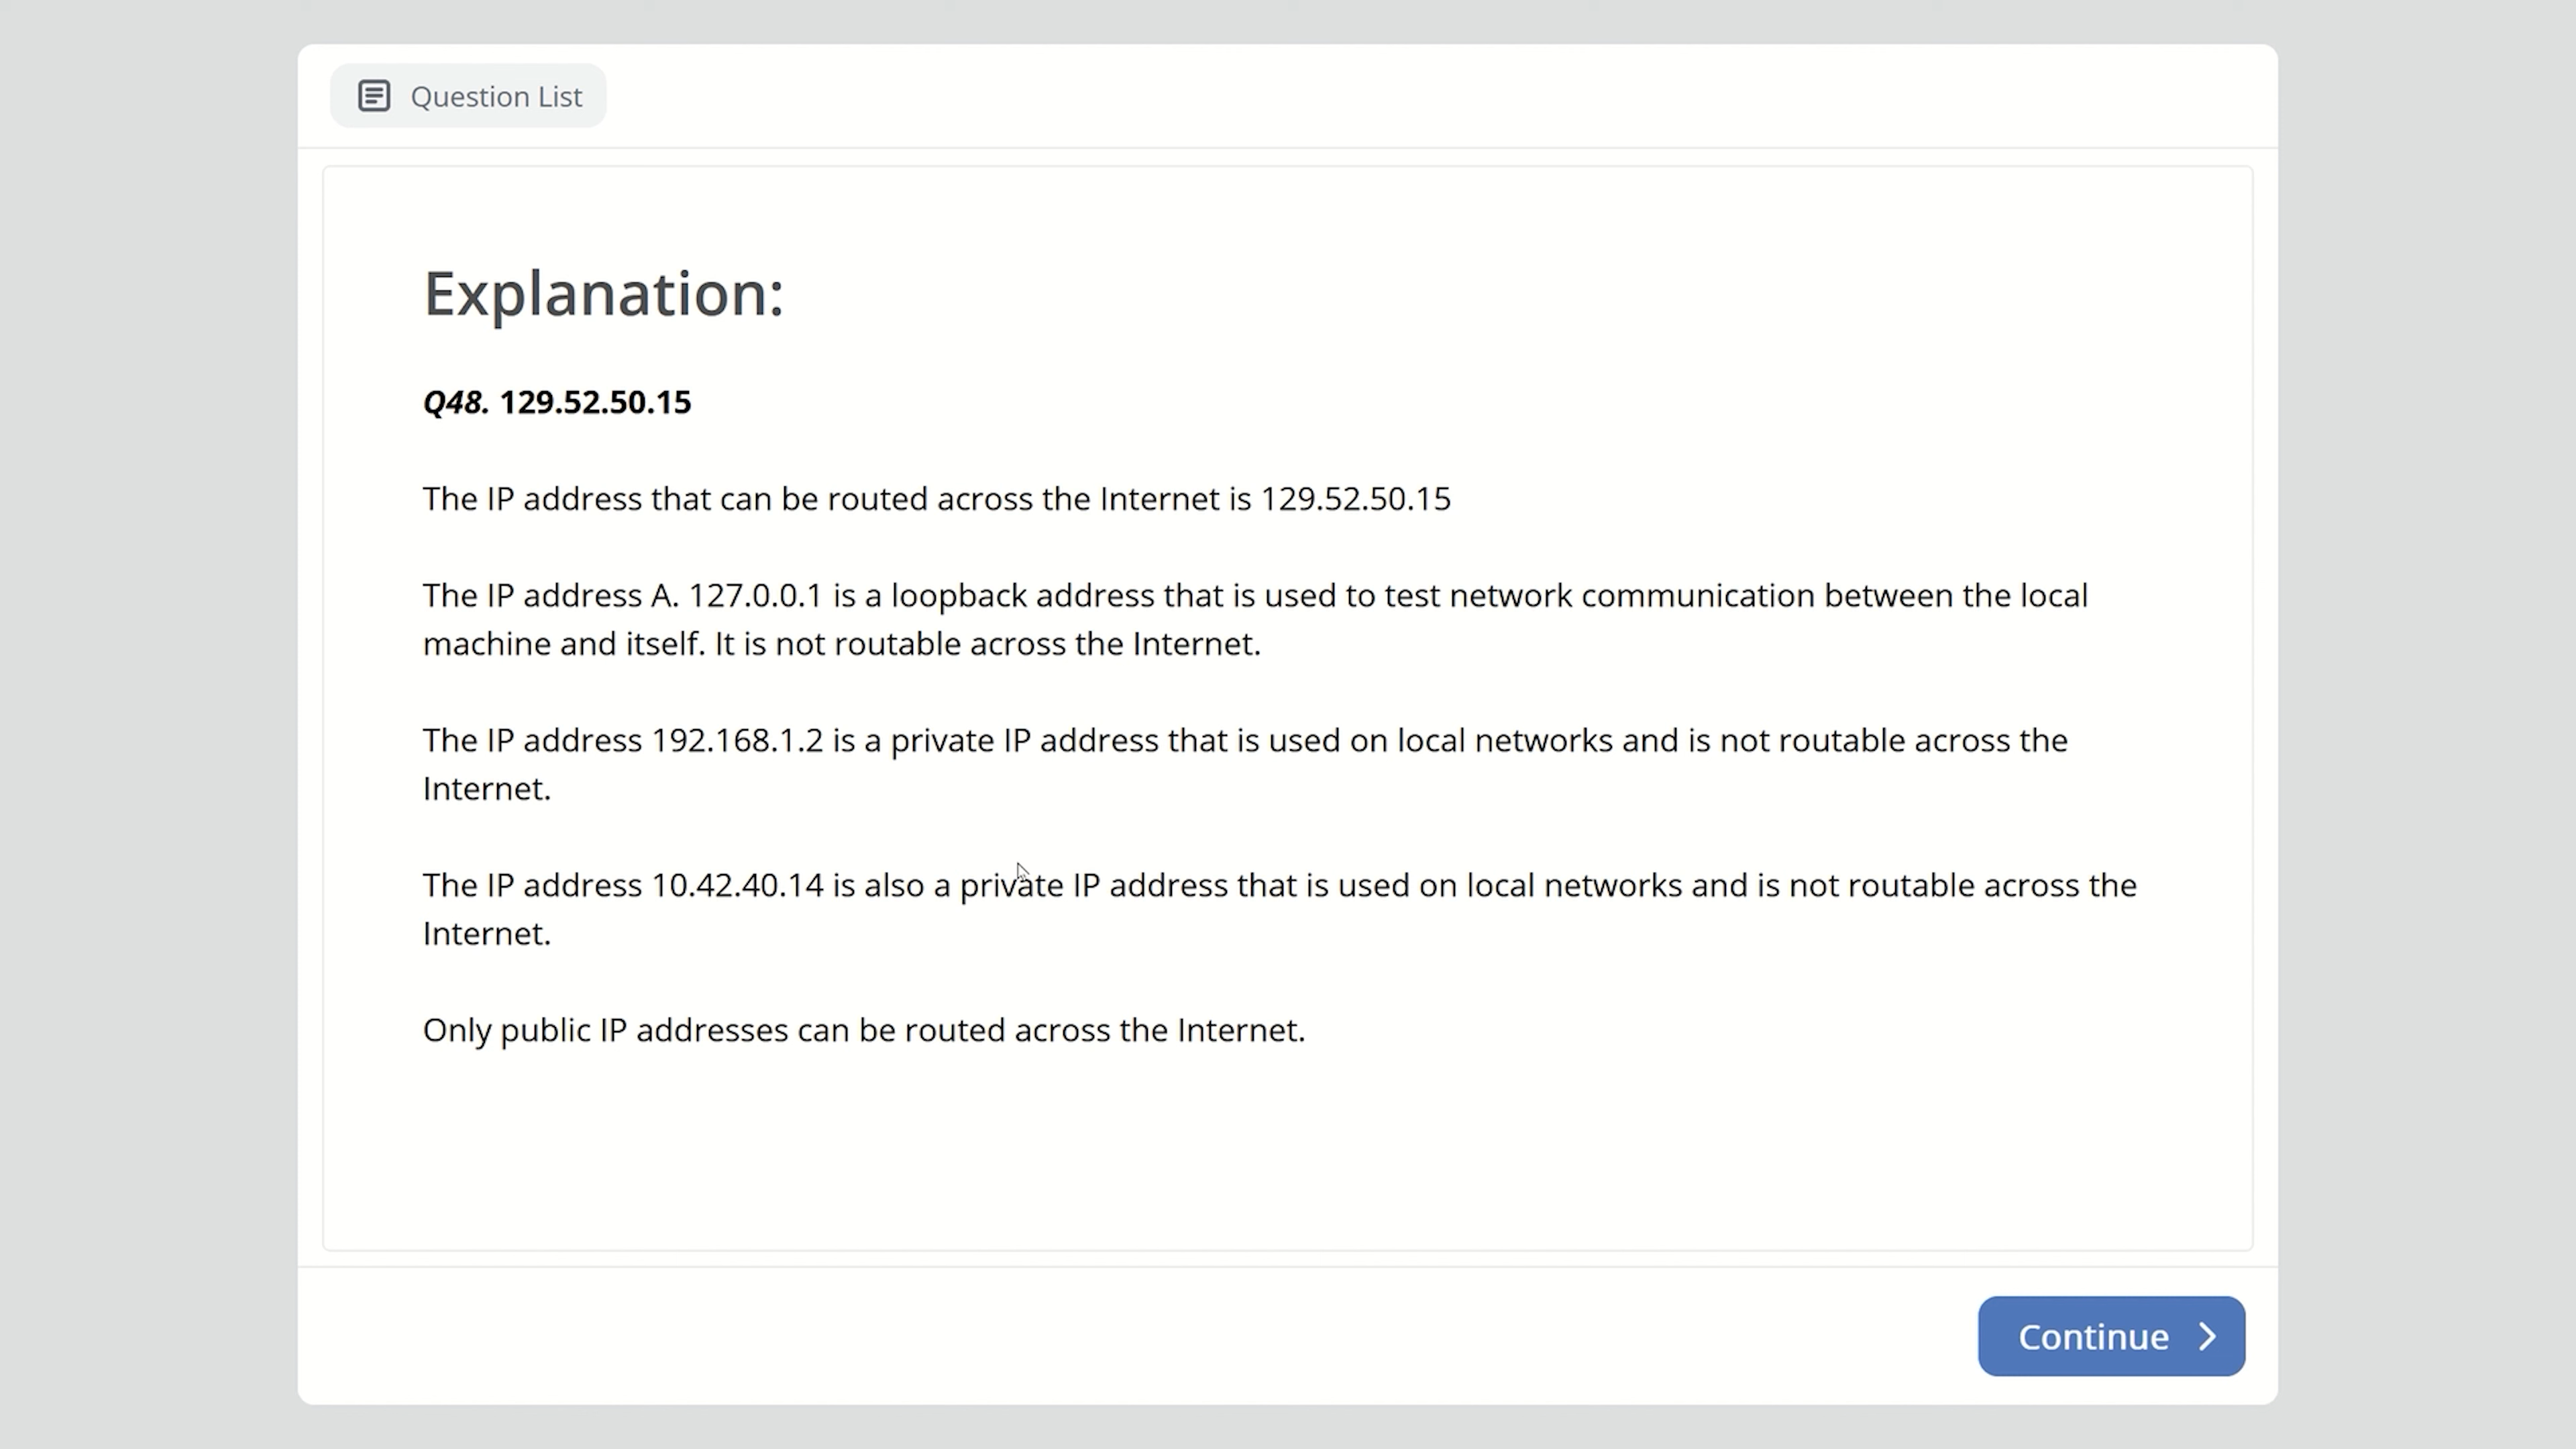 Question List
Explanation:
Q48. 129.52.50.15
The IP address that can be routed across the Internet is 129.52.50.15
The IP address A. 127.0.0.1 is a loopback address that is used to test network communication between the local
machine and itself. It is not routable across the Internet.
The IP address 192.168.1.2 is a private IP address that is used on local networks and is not routable across the
Internet.
The IP address 10.42.40.14 is also a private IP address that is used on local networks and is not routable across the
Internet.
Only public IP addresses can be routed across the Internet.
Continue